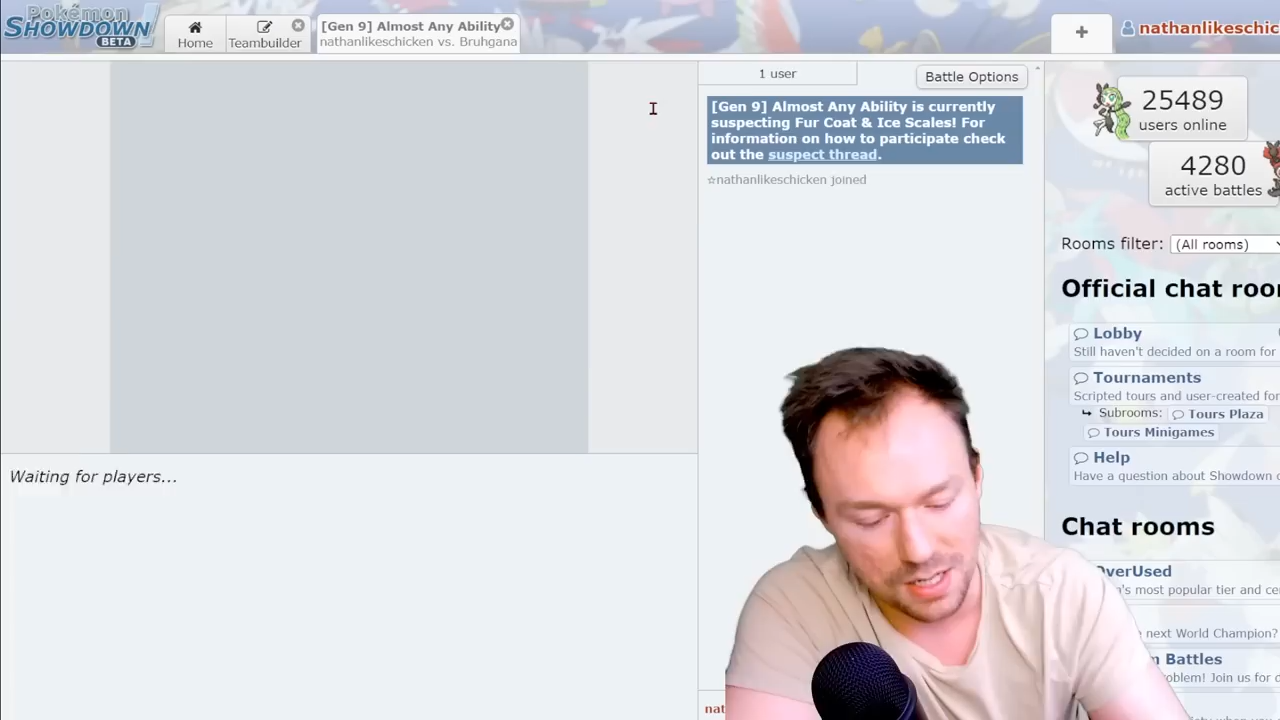 Pokémon
SHOWDOWN!
BETA
Home
Teambuilder
[Gen 9] Almost Any Ability
nathanlikeschicken vs. Bruhgana
+
nathanlikeschic
1 user
Battle Options
[Gen 9] Almost Any Ability is currently
suspecting Fur Coat & Ice Scales! For
information on how to participate check
out the suspect thread.
☆nathanlikeschicken joined
Waiting for players...
nat
25489
users online
4280
active battles
Rooms filter: (All rooms)
Official chat roo
Lobby
Still haven't decided on a room for
Tournaments
Scripted tours and user-created for
Subrooms: Tours Plaza
Tours Minigames
Help
Have a question about Showdown
Chat rooms
OverUsed
's most popular tier and
next World Champion?
Battles
roblem! Join us for